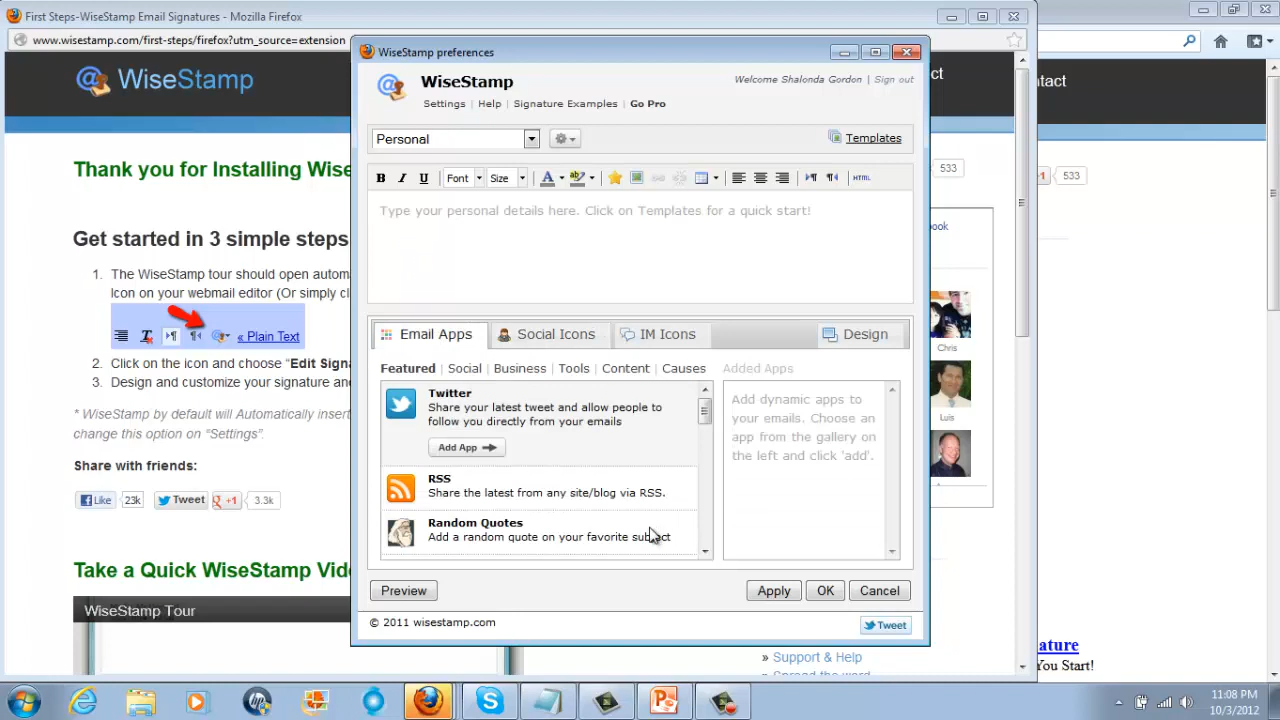 First Steps-WiseStamp Email Signatures - Mozilla Firefox
www.wisestamp.com/first-steps/firefox?utm_source=extension
WiseStamp
Thank you for Installing Wise
Get started in 3 simple steps
1. The WiseStamp tour should open autom
Icon on your webmail editor (Or simply cl
« Plain Text
2. Click on the icon and choose “Edit Signa
3. Design and customize your signature an
* WiseStamp by default will Automatically insert
change this option on “Settings”.
Share with friends:
Like 23k Tweet +1 3.3k
Take a Quick WiseStamp Vid
WiseStamp Tour
WiseStamp preferences
WiseStamp
Welcome Shalonda Gordon | Sign out
Settings | Help | Signature Examples | Go Pro
Personal
Templates
B I U Font Size A ab HTML
Type your personal details here. Click on Templates for a quick start!
Email Apps Social Icons IM Icons Design
Featured Social Business Tools Content Causes Added Apps
Twitter
Share your latest tweet and allow people to
follow you directly from your emails
Add App
RSS
Share the latest from any site/blog via RSS.
Random Quotes
Add a random quote on your favorite subject
Add dynamic apps to
your emails. Choose an
app from the gallery on
the left and click 'add'.
Preview Apply OK Cancel
© 2011 wisestamp.com
Tweet
ct
533
ook
Chris
Luis
» Support & Help
» Spread the word
ntact
+1 533
ature
You Start!
hp
S
P
11:08 PM
10/3/2012